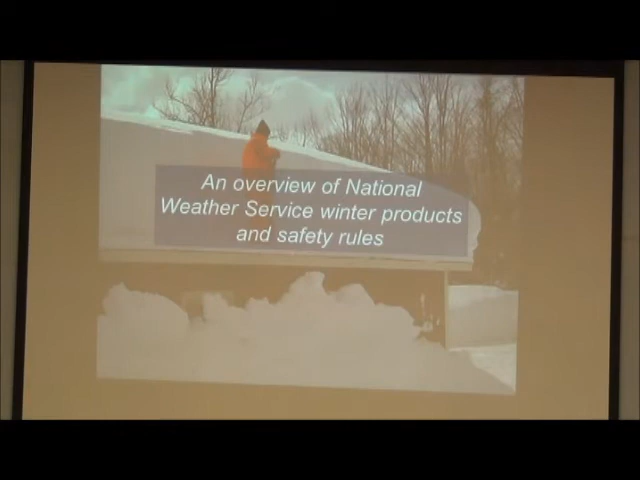 An overview of National
Weather Service winter products
and safety rules